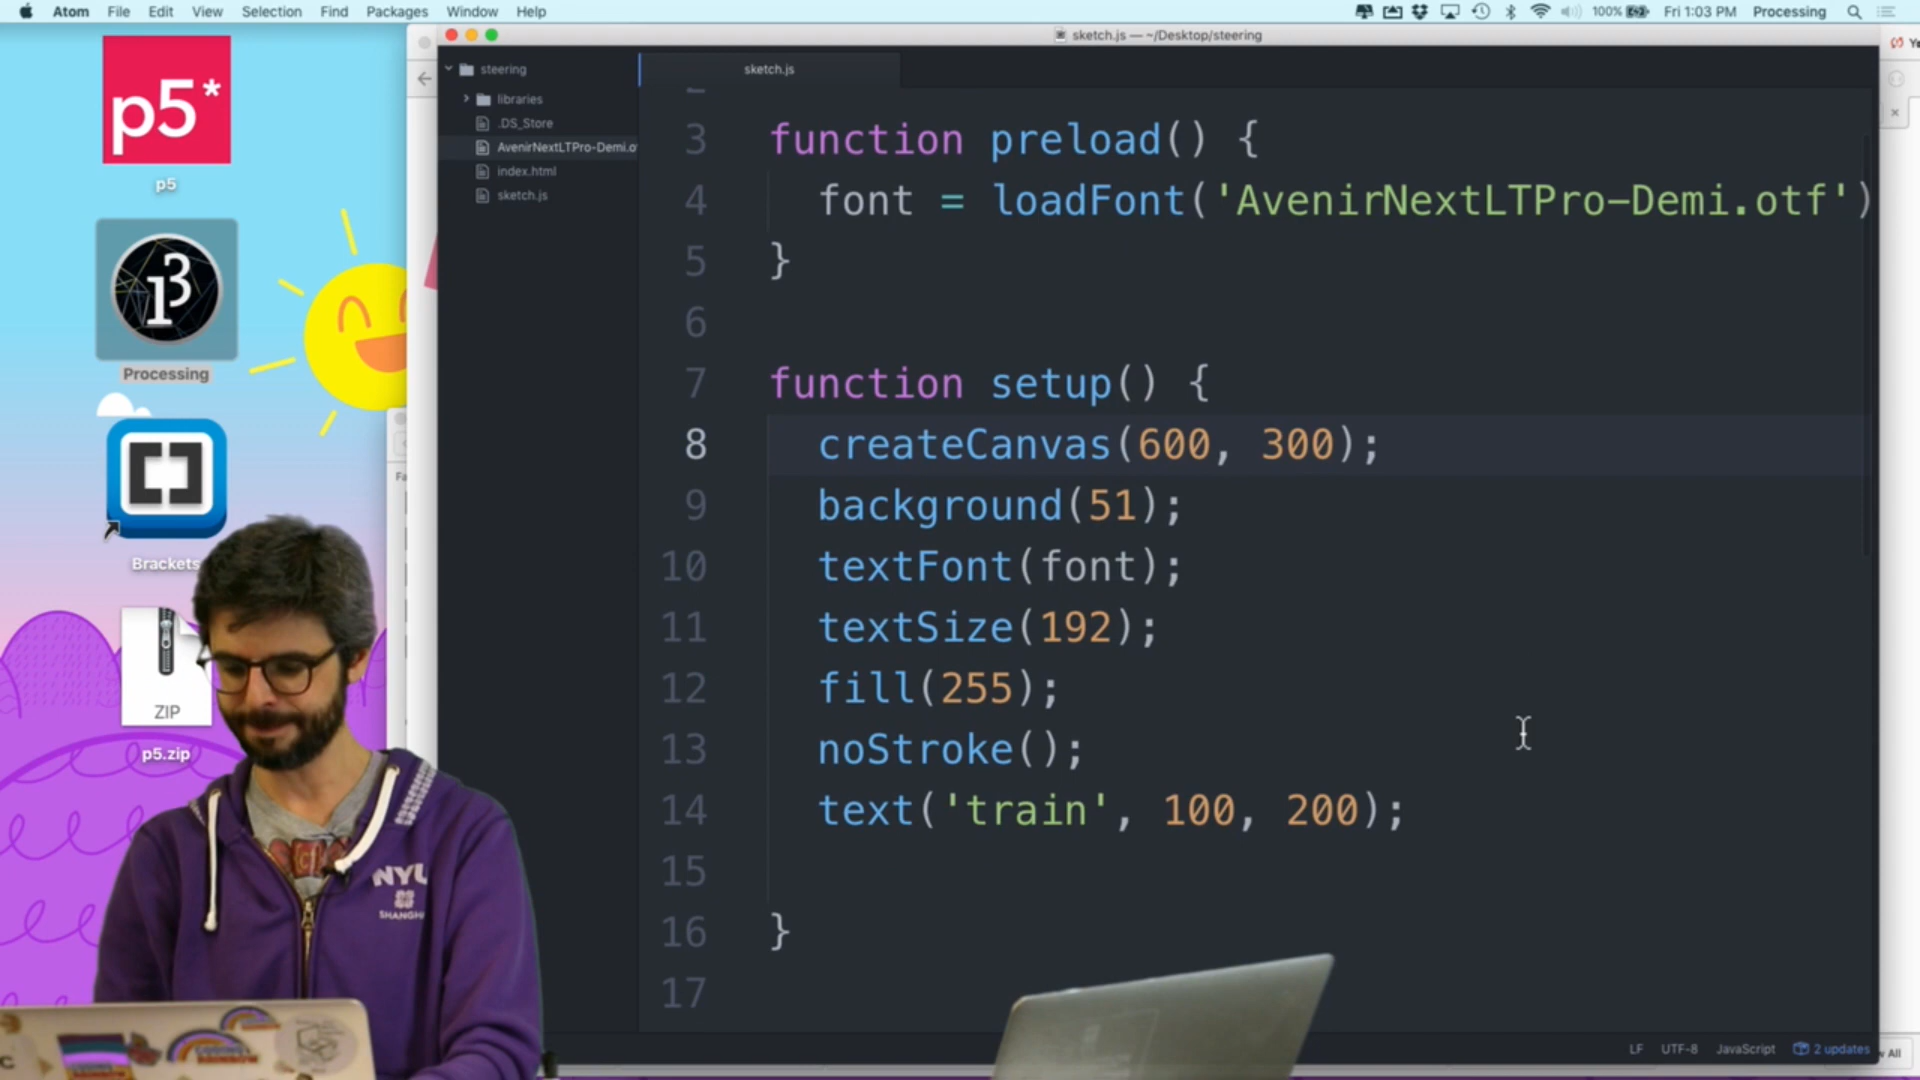 Atom File Edit View Selection Find Packages Window Help
100% Fri 1:03 PM Processing
sketch.js — ~/Desktop/steering
steering
libraries
.DS_Store
AvenirNextLTPro-Demi.o
index.html
sketch.js
sketch.js
3 function preload() {
4 font = loadFont('AvenirNextLTPro-Demi.otf')
5 }
6
7 function setup() {
8 createCanvas(600, 300);
9 background(51);
10 textFont(font);
11 textSize(192);
12 fill(255);
13 noStroke();
14 text('train', 100, 200);
15
16 }
17
LF UTF-8 JavaScript 2 updates
p5*
p5
Processing
Brackets
ZIP
p5.zip
NYU
SHANGH